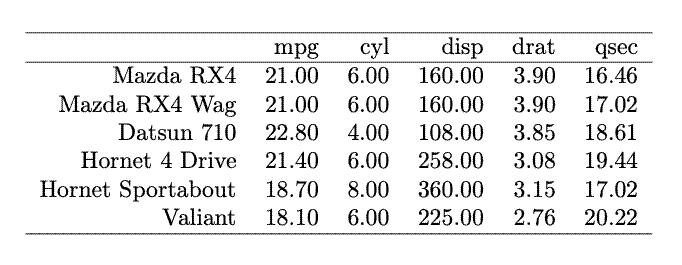 mpg cyl disp drat qsec
Mazda RX4 21.00 6.00 160.00 3.90 16.46
Mazda RX4 Wag 21.00 6.00 160.00 3.90 17.02
Datsun 710 22.80 4.00 108.00 3.85 18.61
Hornet 4 Drive 21.40 6.00 258.00 3.08 19.44
Hornet Sportabout 18.70 8.00 360.00 3.15 17.02
Valiant 18.10 6.00 225.00 2.76 20.22